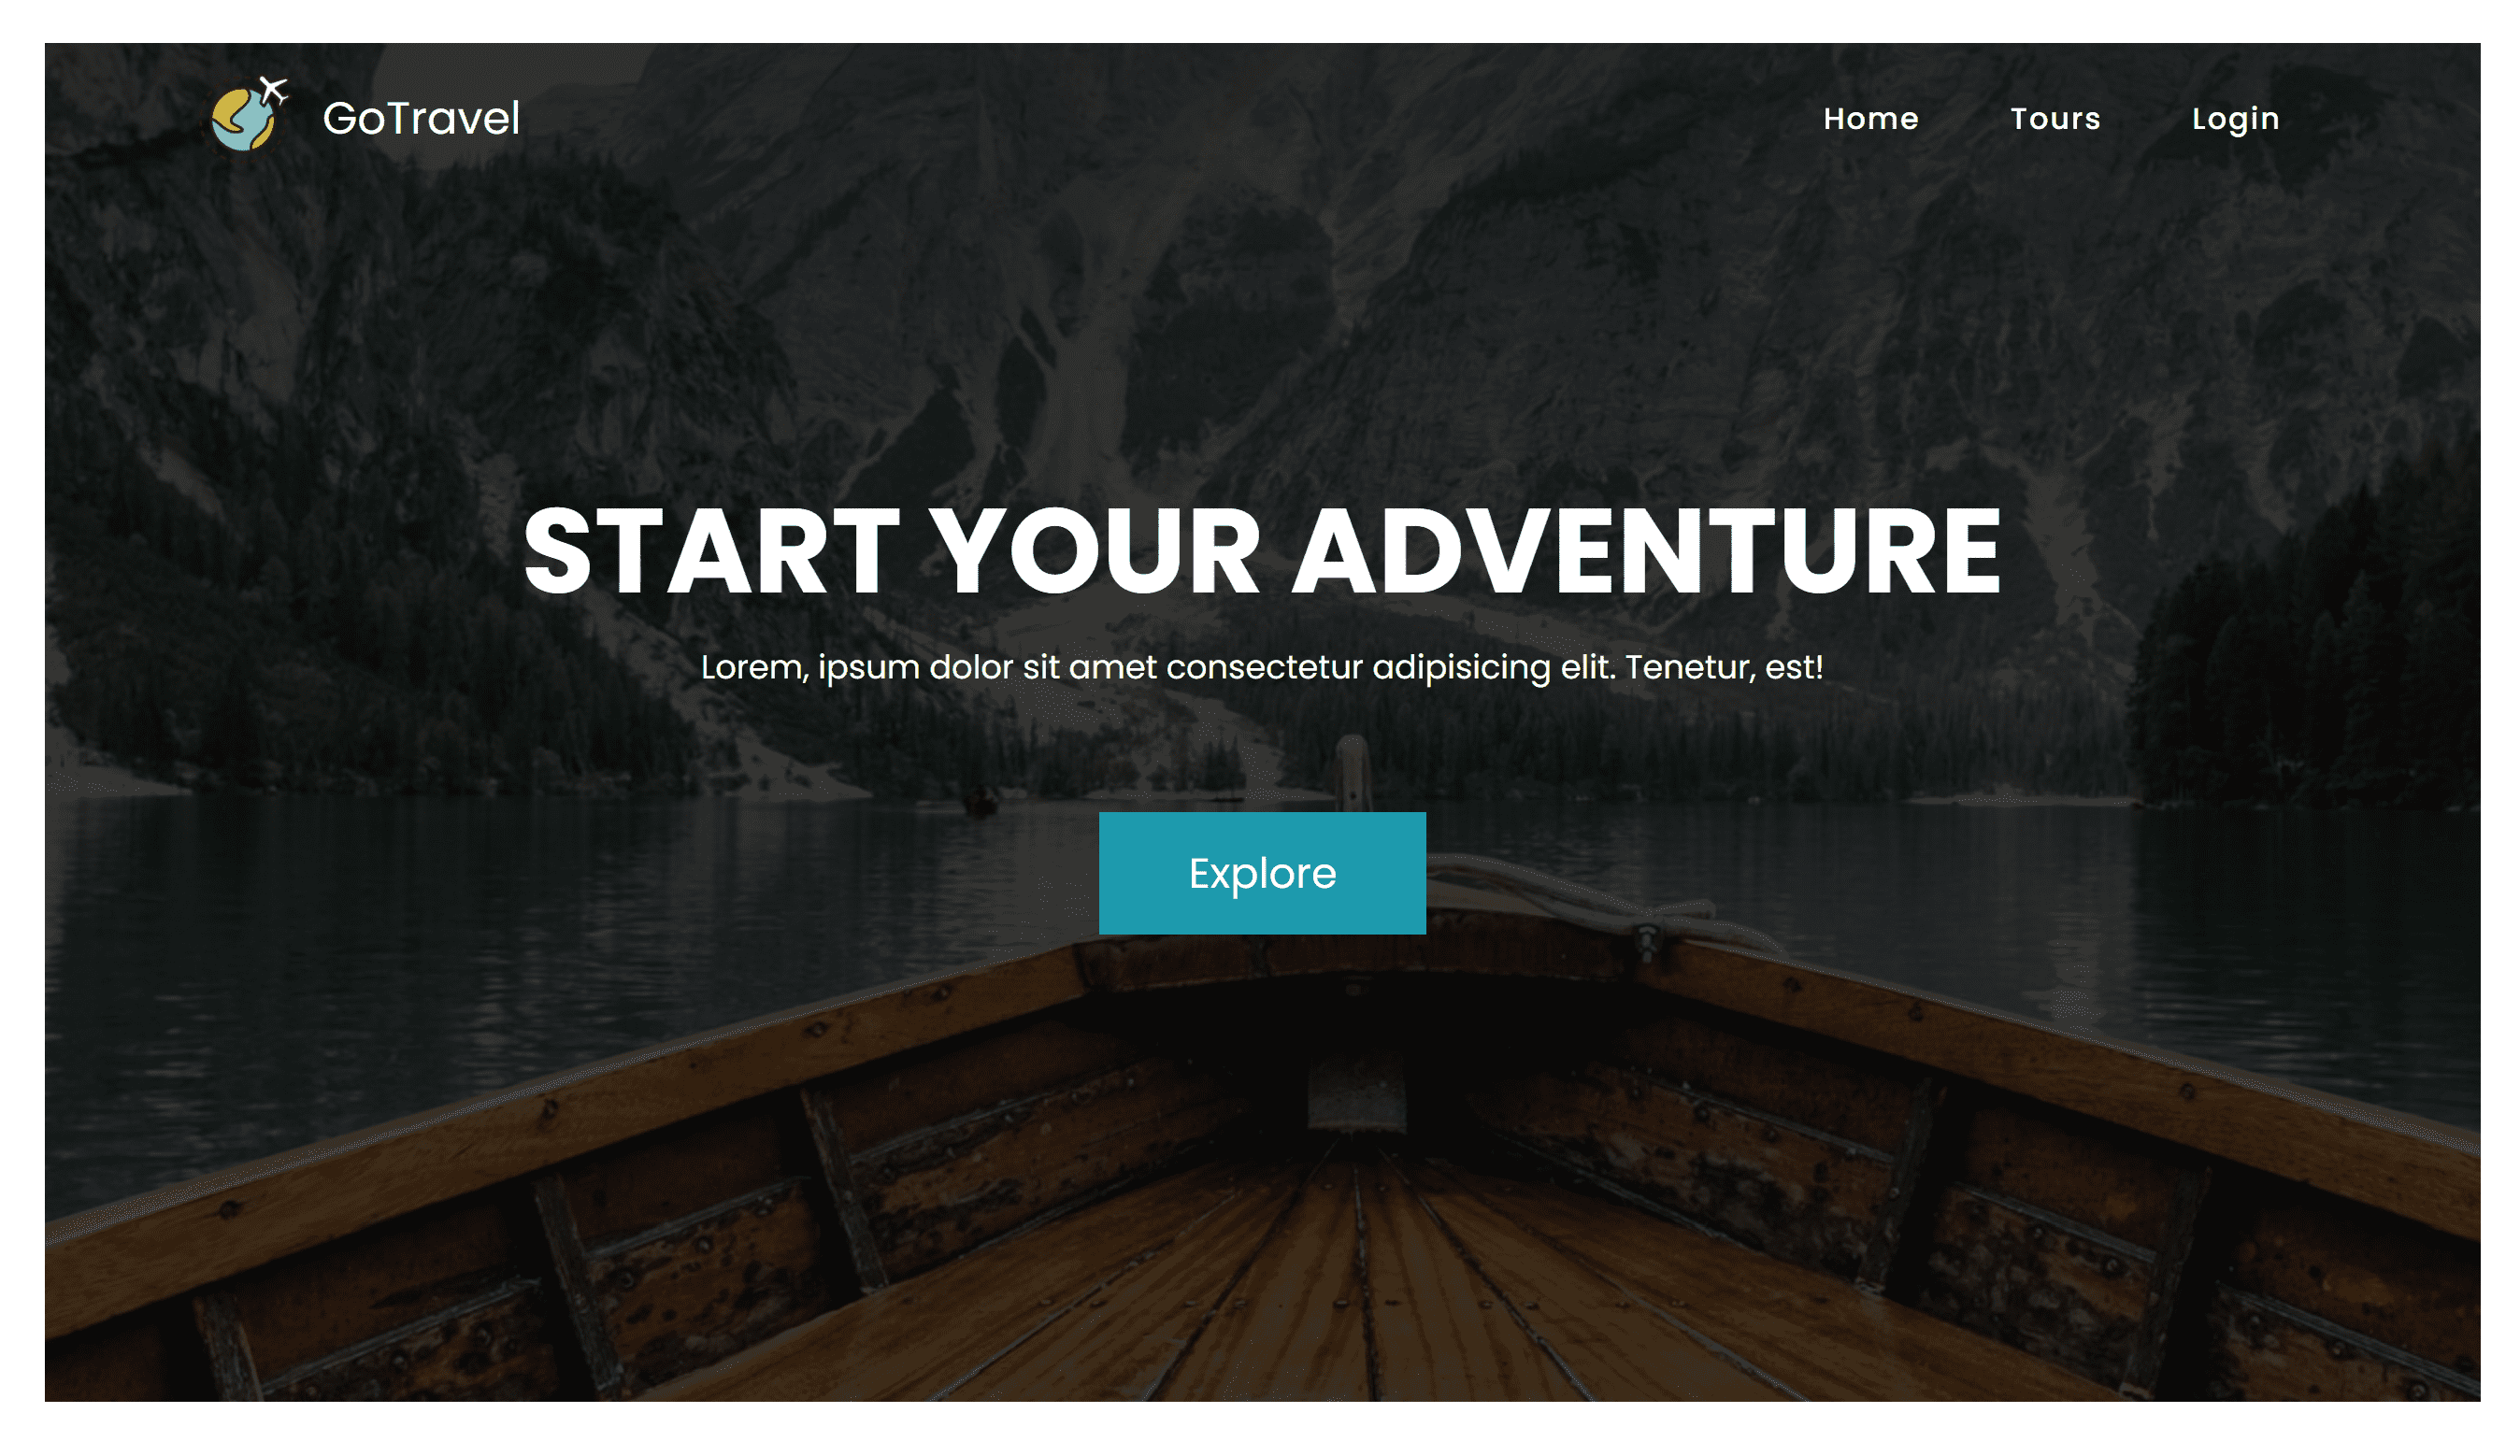 GoTravel
Home Tours Login
START YOUR ADVENTURE
Lorem, ipsum dolor sit amet consectetur adipisicing elit. Tenetur, est!
Explore